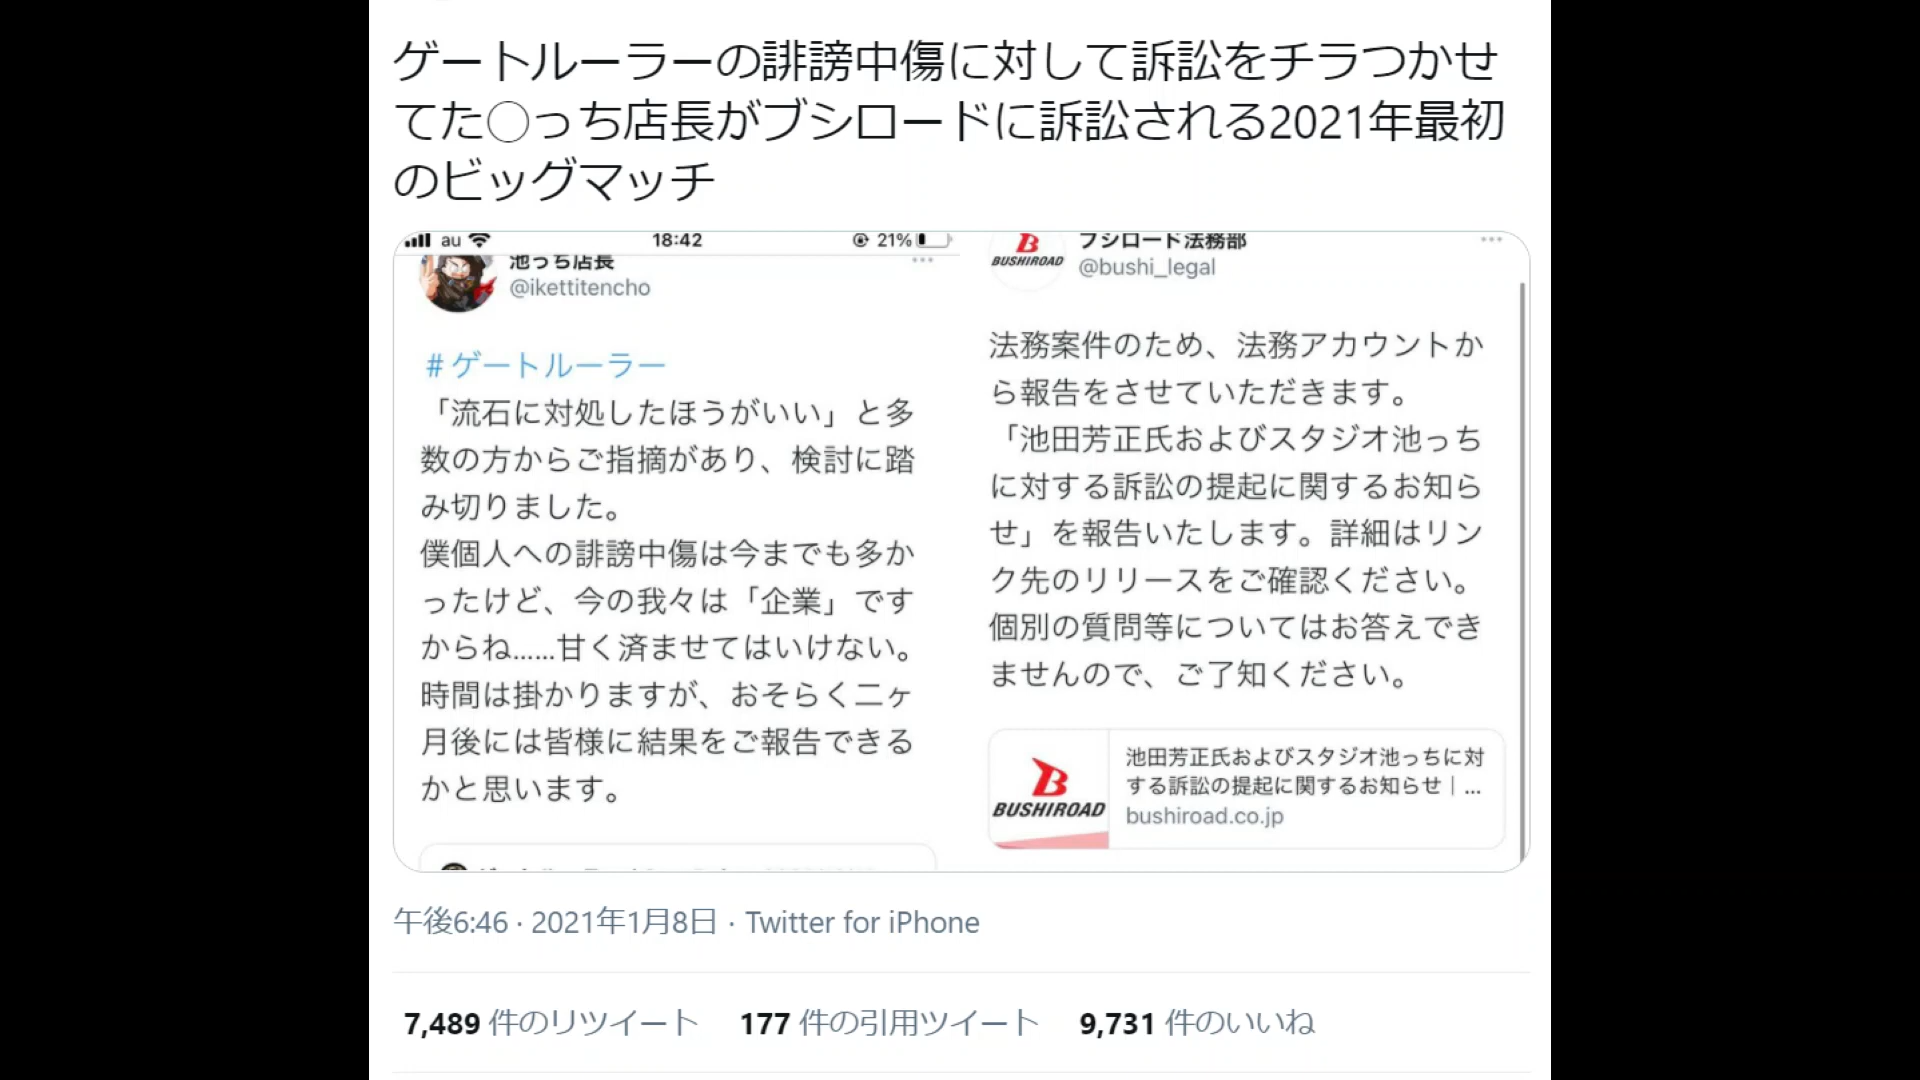 ゲートルーラーの誹謗中傷に対して訴訟をチラつかせ
てた◯っち店長がブシロードに訴訟される2021年最初
のビッグマッチ
au 18:42 21%
池っち店長
@ikettitencho
#ゲートルーラー
「流石に対処したほうがいい」と多
数の方からご指摘があり、検討に踏
み切りました。
僕個人への誹謗中傷は今までも多か
ったけど、今の我々は「企業」です
からね……甘く済ませてはいけない。
時間は掛かりますが、おそらく二ヶ
月後には皆様に結果をご報告できる
かと思います。
BUSHIROAD
ブシロード法務部
@bushi_legal
法務案件のため、法務アカウントか
ら報告をさせていただきます。
「池田芳正氏およびスタジオ池っち
に対する訴訟の提起に関するお知ら
せ」を報告いたします。詳細はリン
ク先のリリースをご確認ください。
個別の質問等についてはお答えでき
ませんので、ご了知ください。
BUSHIROAD
池田芳正氏およびスタジオ池っちに対
する訴訟の提起に関するお知らせ｜...
bushiroad.co.jp
午後6:46 · 2021年1月8日 · Twitter for iPhone
7,489 件のリツイート 177 件の引用ツイート 9,731 件のいいね